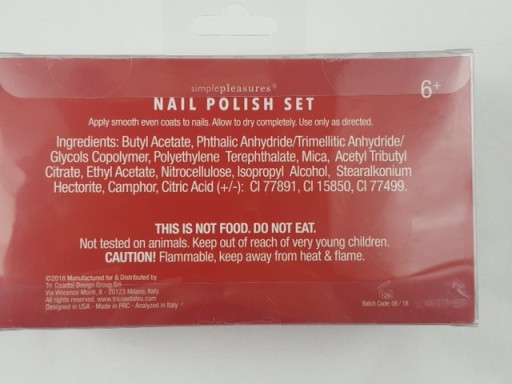 simplepleasures®
6+
NAIL POLISH SET
Apply smooth even coats to nails. Allow to dry completely. Use only as directed.
Ingredients: Butyl Acetate, Phthalic Anhydride/Trimellitic Anhydride/
Glycols Copolymer, Polyethylene Terephthalate, Mica, Acetyl Tributyl
Citrate, Ethyl Acetate, Nitrocellulose, Isopropyl Alcohol, Stearalkonium
Hectorite, Camphor, Citric Acid (+/-): CI 77891, CI 15850, CI 77499.
THIS IS NOT FOOD. DO NOT EAT.
Not tested on animals. Keep out of reach of very young children.
CAUTION! Flammable, keep away from heat & flame.
©2018 Manufactured for & Distributed by
Tri Coastal Design Group Srl
Via Vincenzo Monti, 8 - 20123 Milano, Italy
All rights reserved. www.tricoastalsu.com
Designed in USA - Made in PRC - Analyzed in Italy
12M
Batch Code: 08 / 18